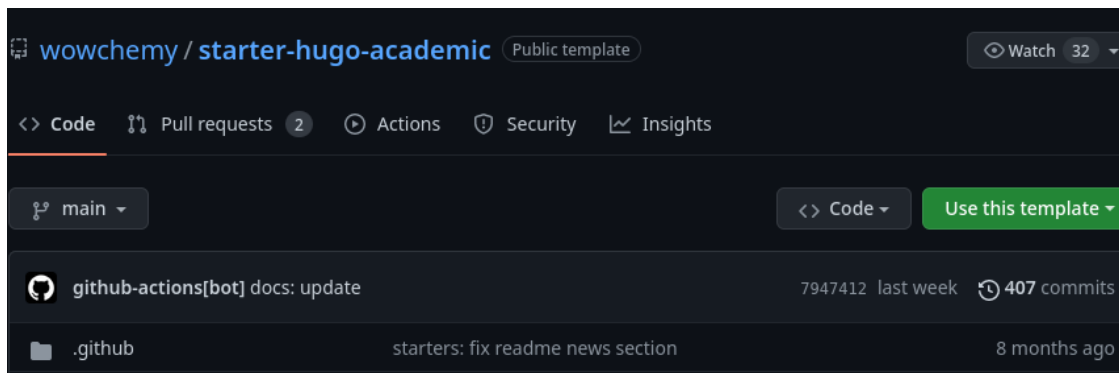 wowchemy / starter-hugo-academic Public template Watch 32
Code Pull requests 2 Actions Security Insights
main Code Use this template
github-actions[bot] docs: update 7947412 last week 407 commits
.github starters: fix readme news section 8 months ago